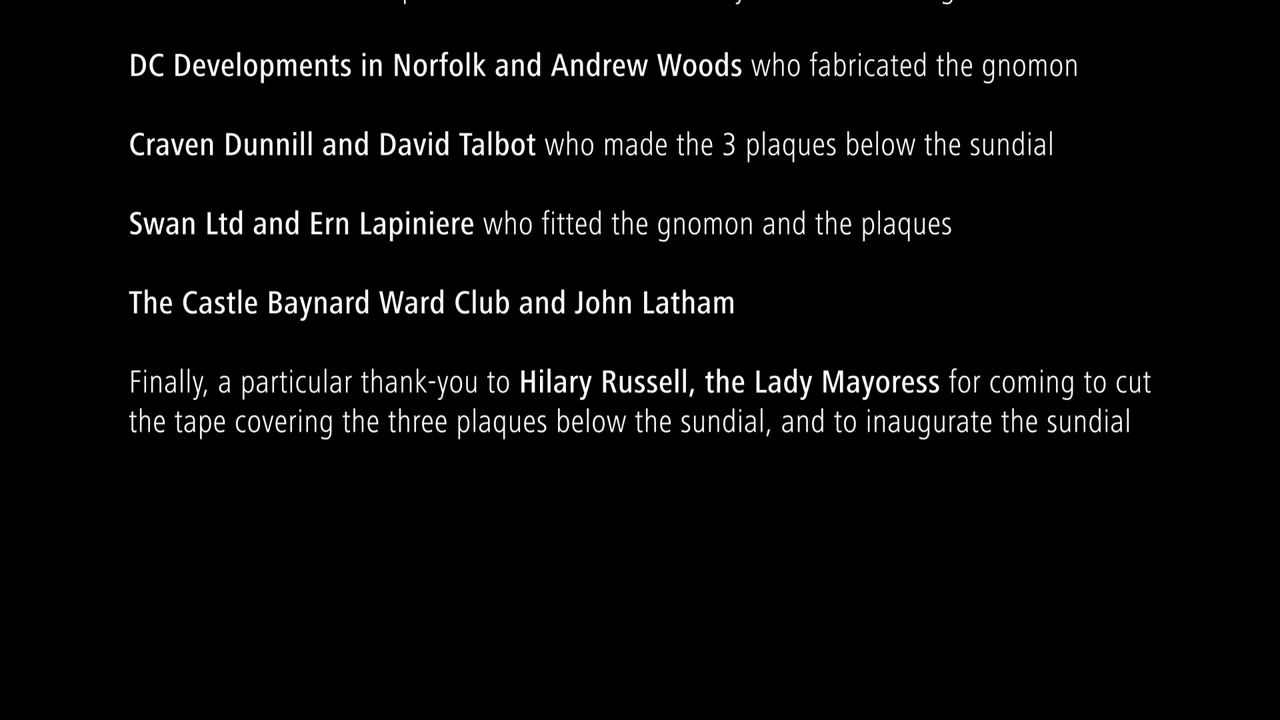 DC Developments in Norfolk and Andrew Woods who fabricated the gnomon
Craven Dunnill and David Talbot who made the 3 plaques below the sundial
Swan Ltd and Ern Lapiniere who fitted the gnomon and the plaques
The Castle Baynard Ward Club and John Latham
Finally, a particular thank-you to Hilary Russell, the Lady Mayoress for coming to cut
the tape covering the three plaques below the sundial, and to inaugurate the sundial